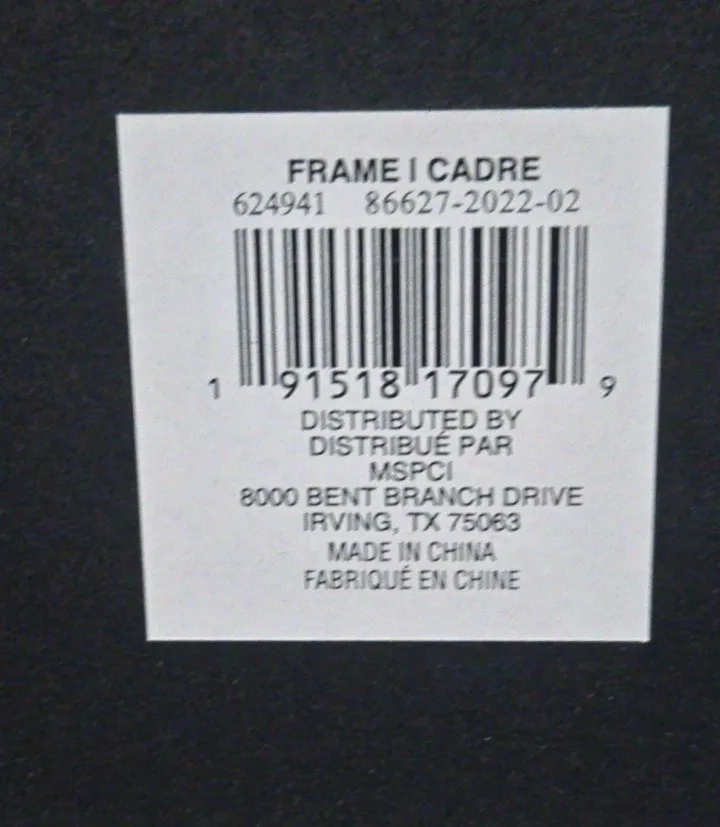 FRAME | CADRE
624941 86627-2022-02
1 91518 17097 9
DISTRIBUTED BY
DISTRIBUÉ PAR
MSPCI
8000 BENT BRANCH DRIVE
IRVING, TX 75063
MADE IN CHINA
FABRIQUÉ EN CHINE